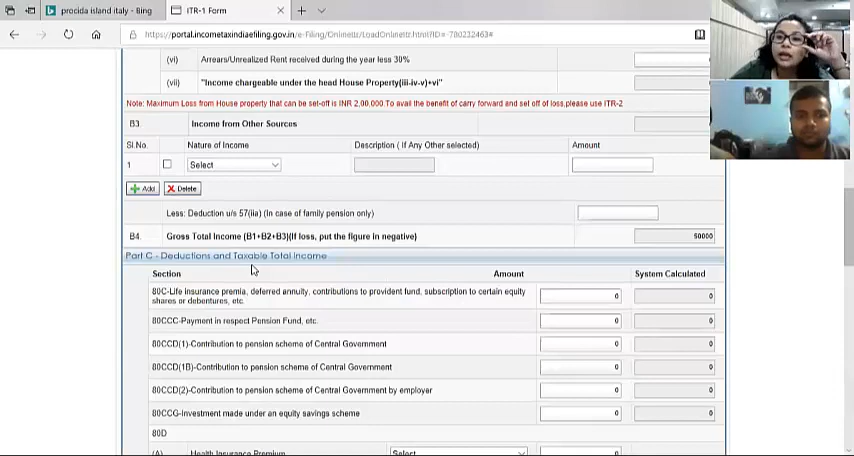 procida island italy - Bing
ITR-1 Form
https://portal.incometaxindiaefiling.gov.in/e-Filing/OnlineItr/LoadOnlineItr.html?ID=-780232463#
(vi) Arrears/Unrealized Rent received during the year less 30%
(vii) "Income chargeable under the head House Property(iii-iv-v)+vi"
Note: Maximum Loss from House property that can be set-off is INR 2,00,000.To avail the benefit of carry forward and set off of loss,please use ITR-2
B3 Income from Other Sources
Sl.No. Nature of Income Description ( If Any Other selected) Amount
1 Select
Add Delete
Less: Deduction u/s 57(iia) (In case of family pension only)
B4. Gross Total Income (B1+B2+B3)(If loss, put the figure in negative) 50000
Part C - Deductions and Taxable Total Income
Section Amount System Calculated
80C-Life insurance premia, deferred annuity, contributions to provident fund, subscription to certain equity
shares or debentures, etc. 0 0
80CCC-Payment in respect Pension Fund, etc. 0 0
80CCD(1)-Contribution to pension scheme of Central Government 0 0
80CCD(1B)-Contribution to pension scheme of Central Government 0 0
80CCD(2)-Contribution to pension scheme of Central Government by employer 0 0
80CCG-Investment made under an equity savings scheme 0 0
80D
(A) Health Insurance Premium Select 0 0